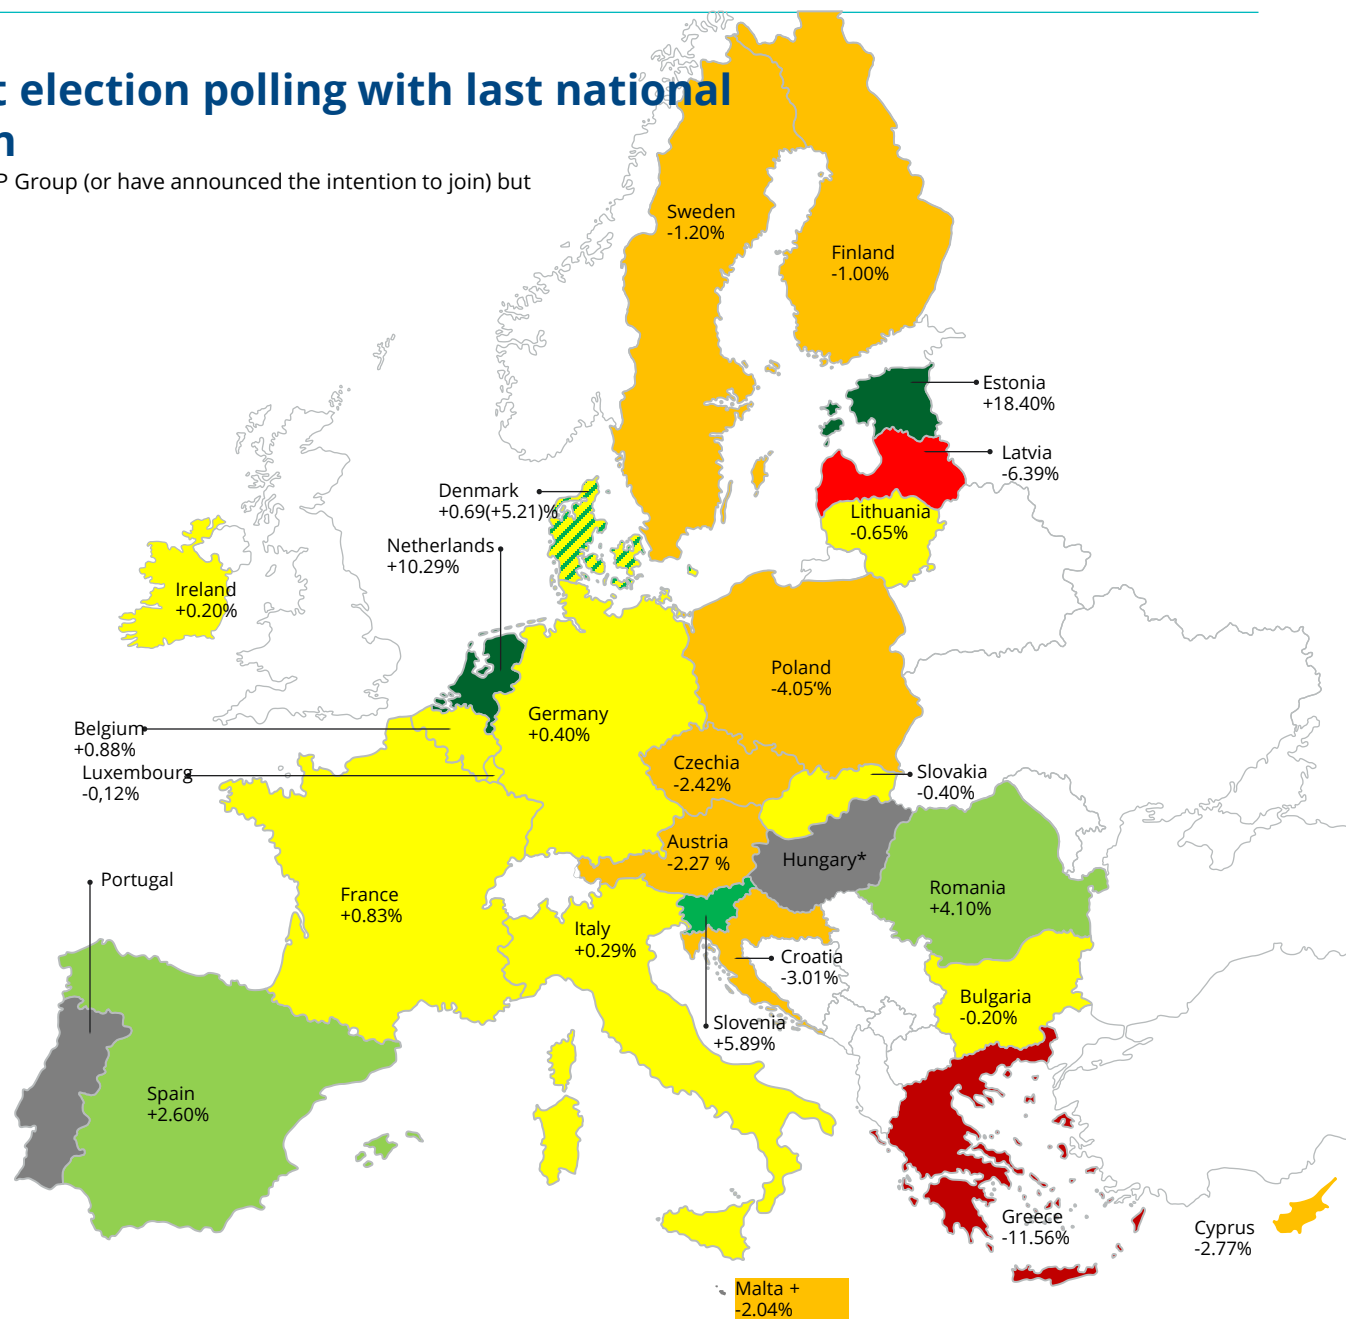 t election polling with last national
n
P Group (or have announced the intention to join) but
Sweden
-1.20%
Finland
-1.00%
Estonia
+18.40%
Latvia
-6.39%
Denmark
+0.69(+5.21)%
Lithuania
-0.65%
Netherlands
+10.29%
Ireland
+0.20%
Poland
-4.05‘%
Germany
+0.40%
Belgium
+0.88%
Luxembourg
-0,12%
Czechia
-2.42%
Slovakia
-0.40%
Austria
-2.27 %
Hungary*
Portugal
France
+0.83%
Romania
+4.10%
Italy
+0.29%
Croatia
-3.01%
Bulgaria
-0.20%
Slovenia
+5.89%
Spain
+2.60%
Greece
-11.56%
Cyprus
-2.77%
Malta +
-2.04%